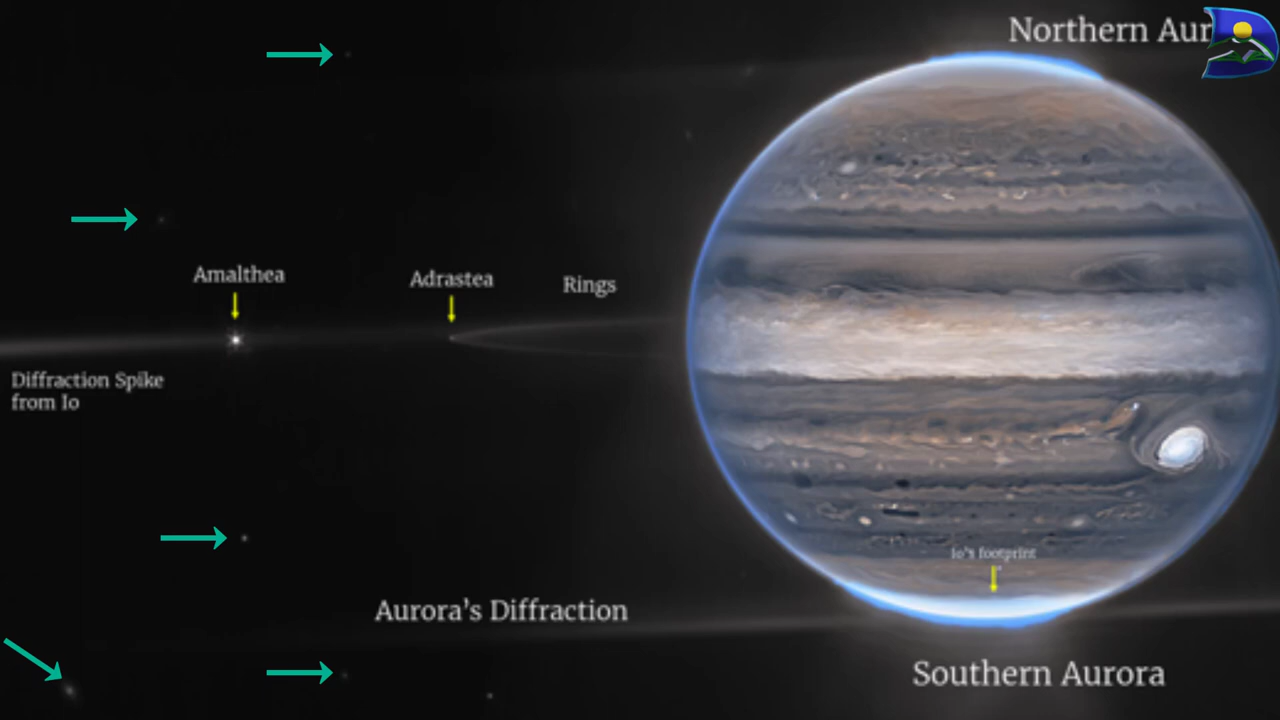 Northern Aur
Amalthea
Adrastea
Rings
Diffraction Spike
from Io
Io's footprint
Aurora's Diffraction
Southern Aurora